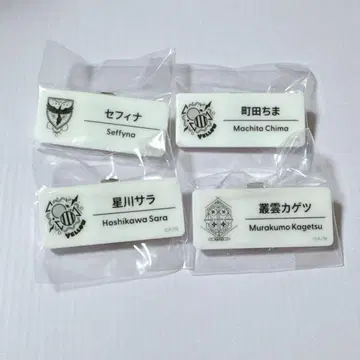 セフィナ
Seffyna
町田ちま
Machita Chima
星川サラ
Hoshikawa Sara
叢雲カゲツ
Murakumo Kagetsu